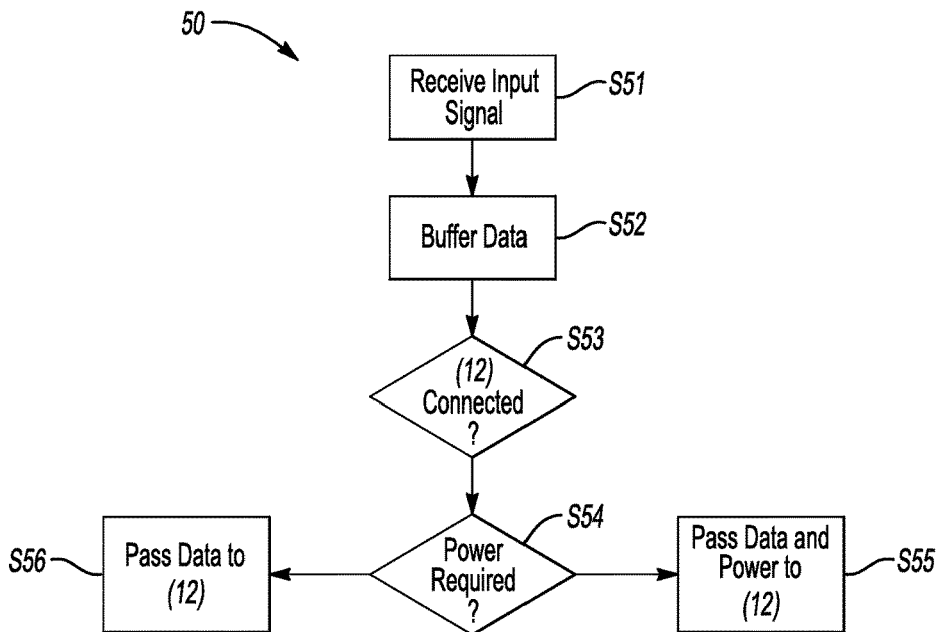 50
Receive Input
Signal
S51
Buffer Data
S52
(12)
Connected
?
S53
S56
Pass Data to
(12)
Power
Required
?
S54
Pass Data and
Power to
(12)
S55